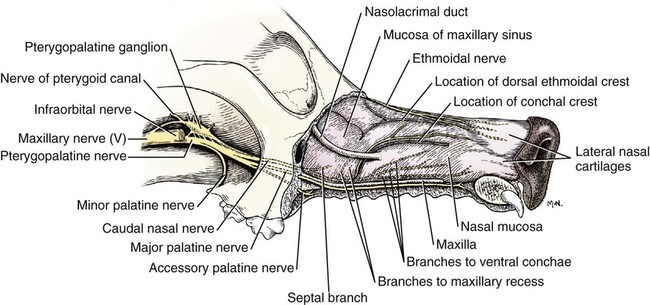 Nasolacrimal duct
Mucosa of maxillary sinus
Pterygopalatine ganglion
Ethmoidal nerve
Nerve of pterygoid canal
Location of dorsal ethmoidal crest
Infraorbital nerve
Location of conchal crest
Maxillary nerve (V)
Pterygopalatine nerve
Lateral nasal
cartilages
Minor palatine nerve
M.N.
Caudal nasal nerve
Nasal mucosa
Major palatine nerve
Maxilla
Accessory palatine nerve
Branches to ventral conchae
Branches to maxillary recess
Septal branch